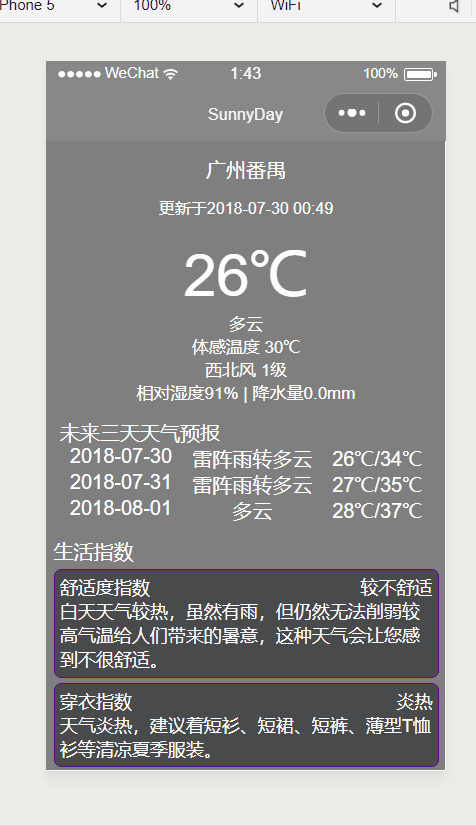 Phone 5 100% WiFi
WeChat 1:43 100%
SunnyDay
广州番禺
更新于2018-07-30 00:49
26℃
多云
体感温度 30℃
西北风 1级
相对湿度91% | 降水量0.0mm
未来三天天气预报
2018-07-30 雷阵雨转多云 26℃/34℃
2018-07-31 雷阵雨转多云 27℃/35℃
2018-08-01 多云 28℃/37℃
生活指数
舒适度指数 较不舒适
白天天气较热，虽然有雨，但仍然无法削弱较
高气温给人们带来的暑意，这种天气会让您感
到不很舒适。
穿衣指数 炎热
天气炎热，建议着短衫、短裙、短裤、薄型T恤
衫等清凉夏季服装。